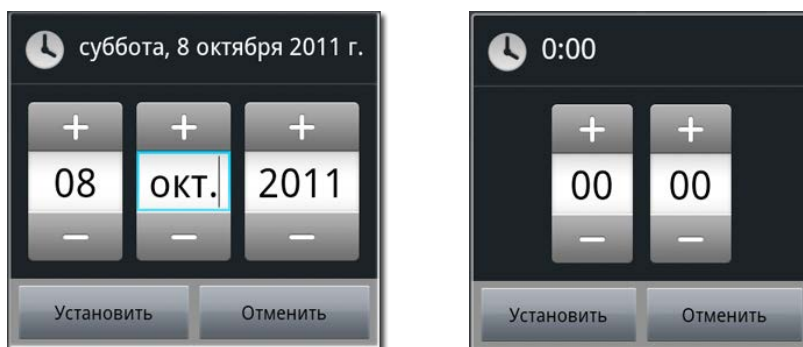 суббота, 8 октября 2011 г.
+ + +
08 окт. 2011
− − −
Установить Отменить
0:00
+ +
00 00
− −
Установить Отменить